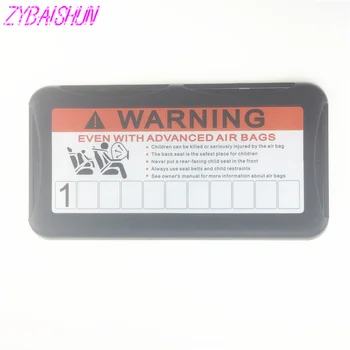 ZYBAISHUN
WARNING
EVEN WITH ADVANCED AIR BAGS
• Children can be killed or seriously injured by the air bag
• The back seat is the safest place for children
• Never put a rear-facing child seat in the front
• Always use seat belts and child restraints
• See owner's manual for more information about air bags
1